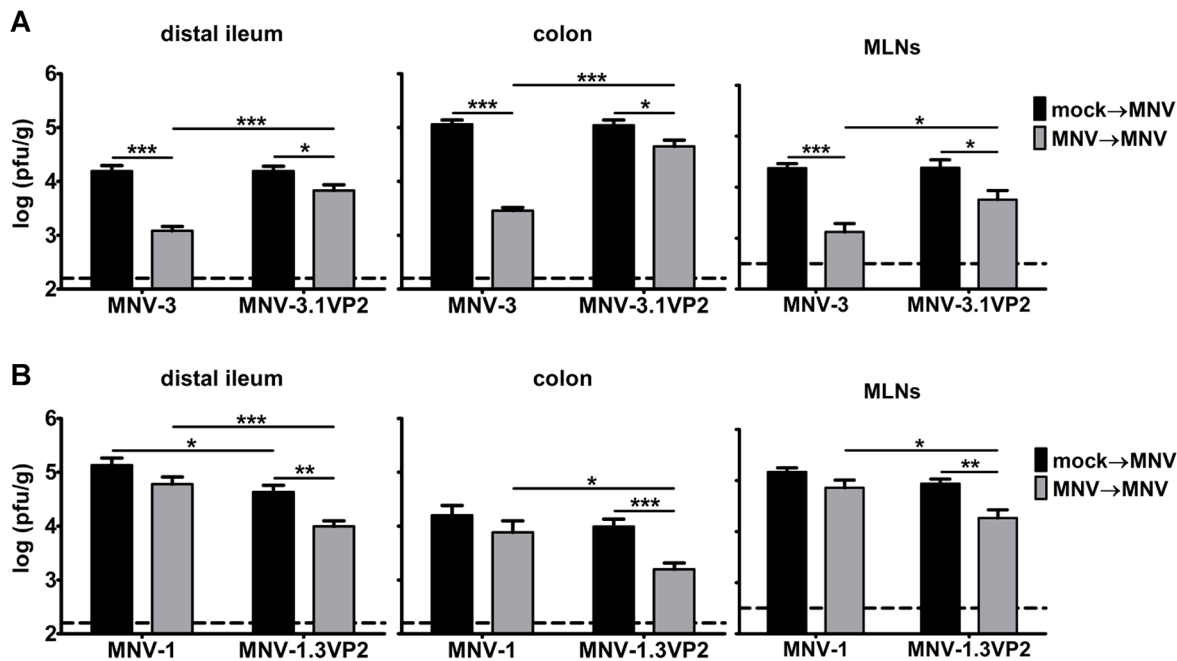 A
distal ileum
colon
MLNs
log (pfu/g)
6
5
4
3
2
***
***
*
***
***
*
*
***
*
mock→MNV
MNV→MNV
MNV-3 MNV-3.1VP2
MNV-3 MNV-3.1VP2
MNV-3 MNV-3.1VP2
B
distal ileum
colon
MLNs
log (pfu/g)
6
5
4
3
2
***
*
**
*
***
*
**
mock→MNV
MNV→MNV
MNV-1 MNV-1.3VP2
MNV-1 MNV-1.3VP2
MNV-1 MNV-1.3VP2